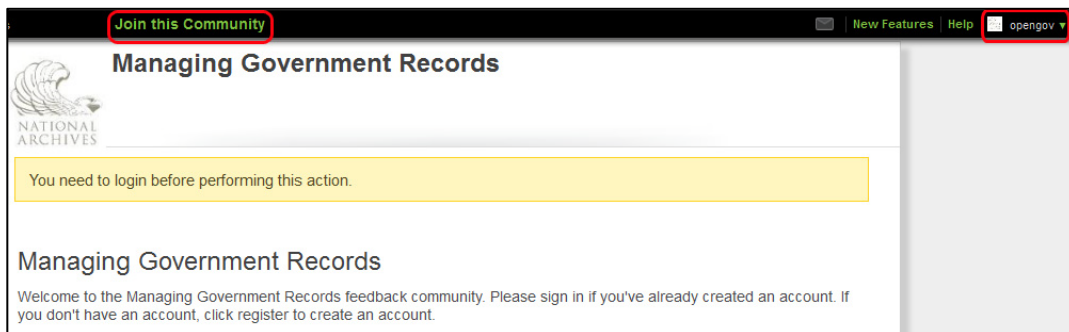 Join this Community
New Features Help opengov
Managing Government Records
NATIONAL
ARCHIVES
You need to login before performing this action.
Managing Government Records
Welcome to the Managing Government Records feedback community. Please sign in if you've already created an account. If
you don't have an account, click register to create an account.